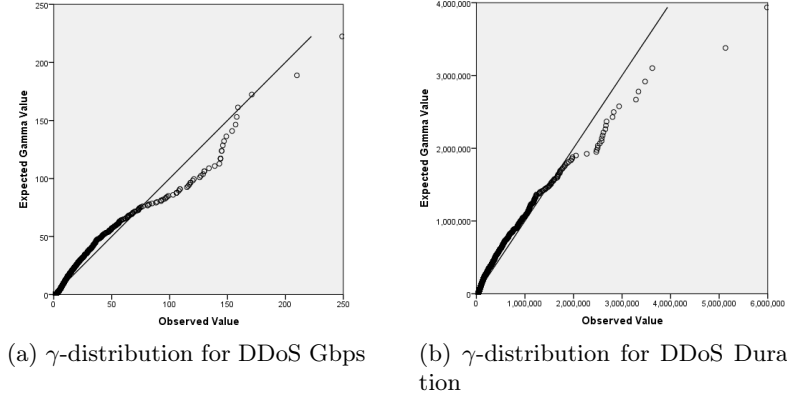 250
200
150
100
50
0
Expected Gamma Value
0 50 100 150 200 250
Observed Value
(a) γ-distribution for DDoS Gbps
4,000,000
3,000,000
2,000,000
1,000,000
0
Expected Gamma Value
0 1,000,000 2,000,000 3,000,000 4,000,000 5,000,000 6,000,000
Observed Value
(b) γ-distribution for DDoS Dura
tion